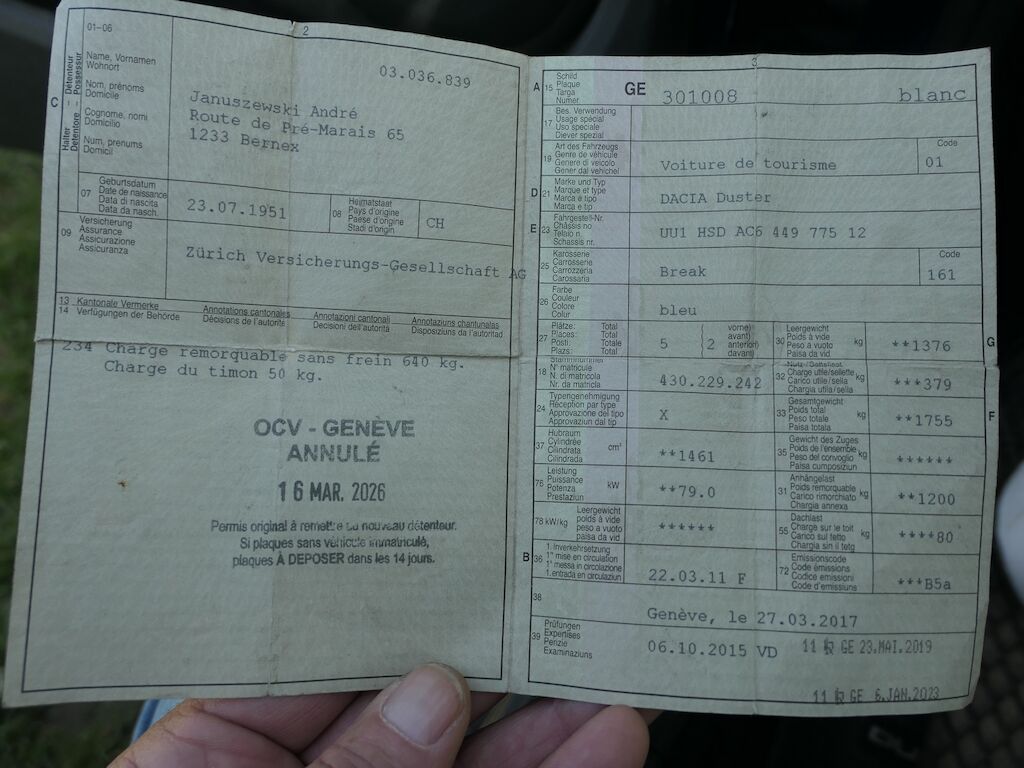 2
01-06
03.036.839
C
Détenteur Possessur
Halter Detentore
Name, Vornamen
Wohnort
Nom, prénoms
Domicile
Cognome, nomi
Domicilio
Num, prenums
Domicil
Januszewski André
Route de Pré-Marais 65
1233 Bernex
07
Geburtsdatum
Date de naissance
Data di nascita
Data da nasch.
23.07.1951
08
Heimatstaat
Pays d'origine
Paese d'origine
Stadi d'origin
CH
09
Versicherung
Assurance
Assicurazione
Assicuranza
Zürich Versicherungs-Gesellschaft AG
13 Kantonale Vermerke Annotations cantonales Annotazioni cantonali Annotaziuns chantunalas
14 Verfügungen der Behörde Décisions de l'autorité Decisioni dell'autorità Disposiziuns da l'autoritad
234 Charge remorquable sans frein 640 kg.
Charge du timon 50 kg.
OCV - GENÈVE
ANNULÉ
16 MAR. 2026
Permis original à remettre au nouveau détenteur.
Si plaques sans véhicule immatriculé,
plaques À DEPOSER dans les 14 jours.
3
A 15
Schild
Plaque
Targa
Numer
GE 301008 blanc
17
Bes. Verwendung
Usage spécial
Uso speciale
Diever spezial
19
Art des Fahrzeugs
Genre de véhicule
Genere di veicolo
Gener dal vehichel
Voiture de tourisme
Code
01
D 21
Marke und Typ
Marque et type
Marca e tipo
Marca e tip
DACIA Duster
E 23
Fahrgestell-Nr.
Châssis no
Telaio n.
Schassis nr.
UU1 HSD AC6 449 775 12
25
Karosserie
Carrosserie
Carrozzeria
Carossaria
Break
Code
161
26
Farbe
Couleur
Colore
Colur
bleu
27
Plätze: Total
Places: Total
Posti: Totale
Plazs: Total
5 { 2
vorne)
avant)
anteriori)
davant)
30
Leergewicht
Poids à vide
Peso a vuoto
Paisa da vid
kg
**1376
G
18
Stammnummer
N° matricule
N. di matricola
Nr. da matricla
430.229.242
32
Nutz-/Sattellast
Charge utile/sellette
Carico utile/sella
Chargia utila/sella
kg
***379
24
Typengenehmigung
Réception par type
Approvazione del tipo
Approvaziun dal tip
X
33
Gesamtgewicht
Poids total
Peso totale
Paisa totala
kg
**1755
F
37
Hubraum
Cylindrée
Cilindrata
Cilindrada
cm³
**1461
35
Gewicht des Zuges
Poids de l'ensemble
Peso del convoglio
Paisa cumposiziun
kg
******
76
Leistung
Puissance
Potenza
Prestaziun
kW
**79.0
31
Anhängelast
Poids remorquable
Carico rimorchiato
Chargia annexa
kg
**1200
78 kW/kg
Leergewicht
poids à vide
peso a vuoto
paisa da vid
******
55
Dachlast
Charge sur le toit
Carico sul tetto
Chargia sin il tetg
kg
****80
B 36
1. Inverkehrsetzung
1re mise en circulation
1a messa in circolazione
1. entrada en circulaziun
22.03.11 F
72
Emissionscode
Code émissions
Codice emissioni
Code d'emissiuns
***B5a
38
Genève, le 27.03.2017
39
Prüfungen
Expertises
Perizie
Examinaziuns
06.10.2015 VD
11 GE 23.MAI.2019
11 GE 6.JAN.2023